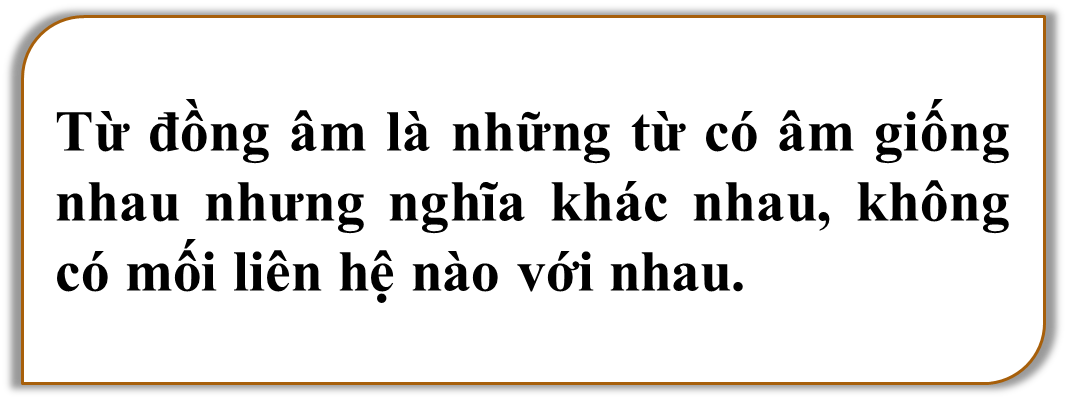 Từ đồng âm là những từ có âm giống
nhau nhưng nghĩa khác nhau, không
có mối liên hệ nào với nhau.